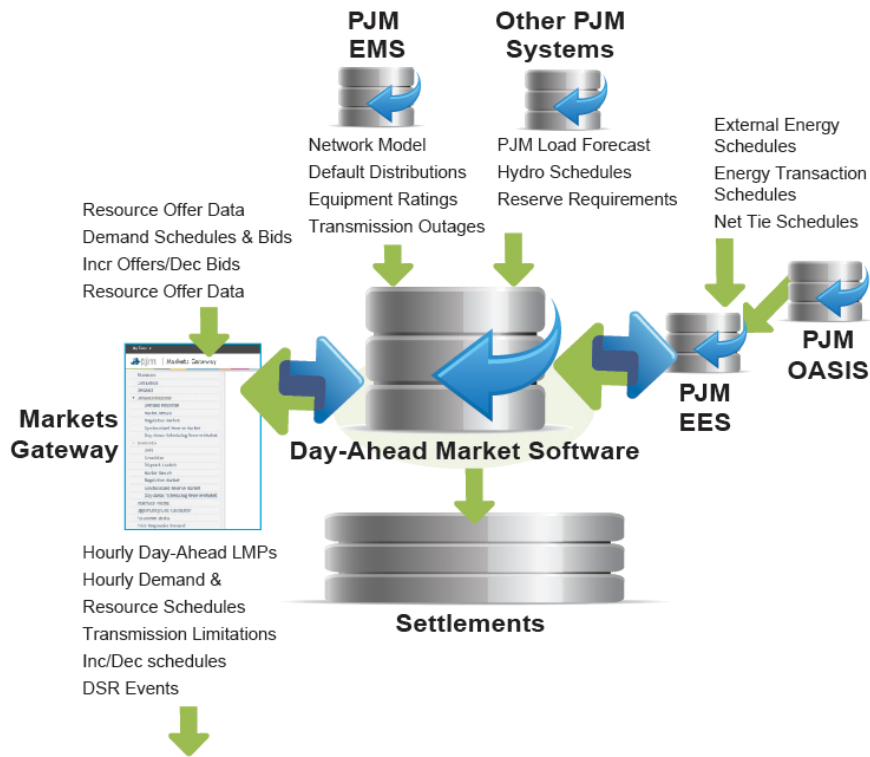 PJM
EMS
Other PJM
Systems
Network Model
Default Distributions
Equipment Ratings
Transmission Outages
PJM Load Forecast
Hydro Schedules
Reserve Requirements
External Energy
Schedules
Energy Transaction
Schedules
Net Tie Schedules
Resource Offer Data
Demand Schedules & Bids
Incr Offers/Dec Bids
Resource Offer Data
PJM
OASIS
PJM
EES
pjm Markets Gateway
Markets
Gateway
Day-Ahead Market Software
Hourly Day-Ahead LMPs
Hourly Demand &
Resource Schedules
Transmission Limitations
Inc/Dec schedules
DSR Events
Settlements